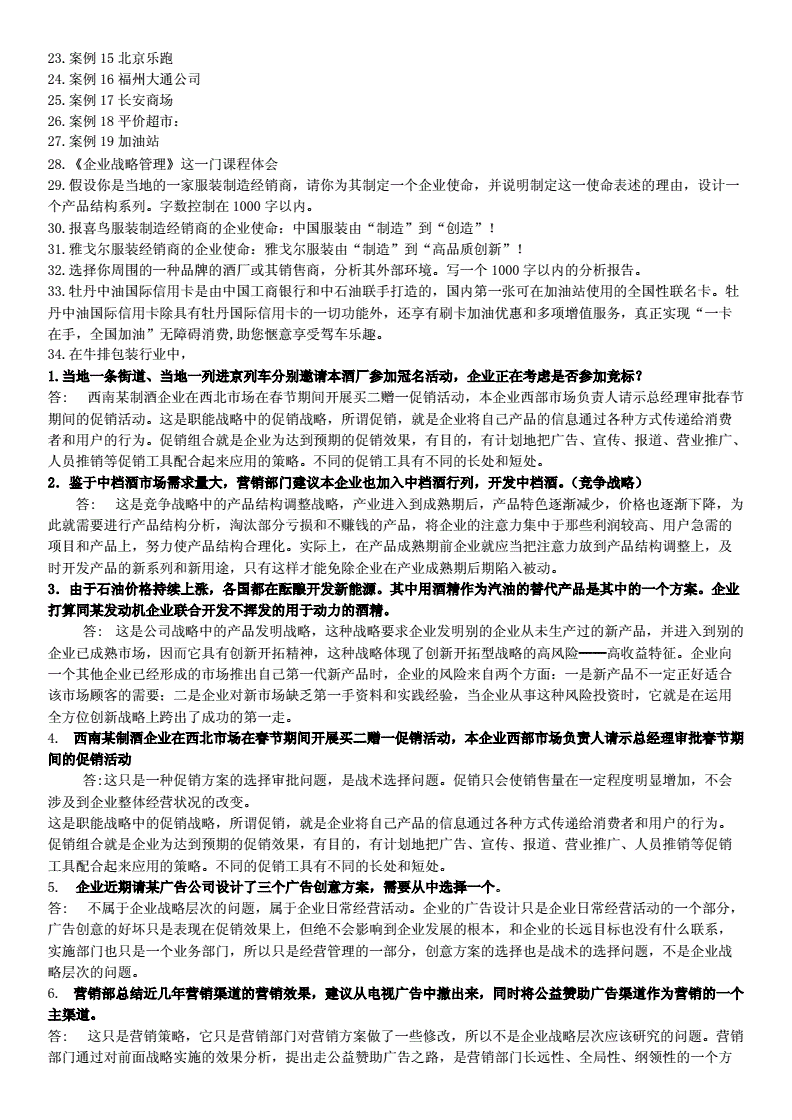 23.案例 15 北京乐跑
24.案例 16 福州大通公司
25.案例 17 长安商场
26.案例 18 平价超市：
27.案例 19 加油站
28.《企业战略管理》这一门课程体会
29.假设你是当地的一家服装制造经销商，请你为其制定一个企业使命，并说明制定这一使命表述的理由，设计一
个产品结构系列。字数控制在 1000 字以内。
30.报喜鸟服装制造经销商的企业使命：中国服装由“制造”到“创造”！
31.雅戈尔服装经销商的企业使命：雅戈尔服装由“制造”到“高品质创新”！
32.选择你周围的一种品牌的酒厂或其销售商，分析其外部环境。写一个 1000 字以内的分析报告。
33.牡丹中油国际信用卡是由中国工商银行和中石油联手打造的，国内第一张可在加油站使用的全国性联名卡。牡
丹中油国际信用卡除具有牡丹国际信用卡的一切功能外，还享有刷卡加油优惠和多项增值服务，真正实现“一卡
在手，全国加油”无障碍消费,助您惬意享受驾车乐趣。
34.在牛排包装行业中，
1.当地一条街道、当地一列进京列车分别邀请本酒厂参加冠名活动，企业正在考虑是否参加竞标？
答：　西南某制酒企业在西北市场在春节期间开展买二赠一促销活动，本企业西部市场负责人请示总经理审批春节
期间的促销活动。这是职能战略中的促销战略，所谓促销，就是企业将自己产品的信息通过各种方式传递给消费
者和用户的行为。促销组合就是企业为达到预期的促销效果，有目的，有计划地把广告、宣传、报道、营业推广、
人员推销等促销工具配合起来应用的策略。不同的促销工具有不同的长处和短处。
2．鉴于中档酒市场需求量大，营销部门建议本企业也加入中档酒行列，开发中档酒。（竞争战略）
答：　这是竞争战略中的产品结构调整战略，产业进入到成熟期后，产品特色逐渐减少，价格也逐渐下降，为
此就需要进行产品结构分析，淘汰部分亏损和不赚钱的产品，将企业的注意力集中于那些利润较高、用户急需的
项目和产品上，努力使产品结构合理化。实际上，在产品成熟期前企业就应当把注意力放到产品结构调整上，及
时开发产品的新系列和新用途，只有这样才能免除企业在产业成熟期后期陷入被动。
3．由于石油价格持续上涨，各国都在酝酿开发新能源。其中用酒精作为汽油的替代产品是其中的一个方案。企业
打算同某发动机企业联合开发不挥发的用于动力的酒精。
答：　这是公司战略中的产品发明战略，这种战略要求企业发明别的企业从未生产过的新产品，并进入到别的
企业已成熟市场，因而它具有创新开拓精神，这种战略体现了创新开拓型战略的高风险——高收益特征。企业向
一个其他企业已经形成的市场推出自己第一代新产品时，企业的风险来自两个方面：一是新产品不一定正好适合
该市场顾客的需要；二是企业对新市场缺乏第一手资料和实践经验，当企业从事这种风险投资时，它就是在运用
全方位创新战略上跨出了成功的第一走。
4.　西南某制酒企业在西北市场在春节期间开展买二赠一促销活动，本企业西部市场负责人请示总经理审批春节期
间的促销活动
答:这只是一种促销方案的选择审批问题，是战术选择问题。促销只会使销售量在一定程度明显增加，不会
涉及到企业整体经营状况的改变。
这是职能战略中的促销战略，所谓促销，就是企业将自己产品的信息通过各种方式传递给消费者和用户的行为。
促销组合就是企业为达到预期的促销效果，有目的，有计划地把广告、宣传、报道、营业推广、人员推销等促销
工具配合起来应用的策略。不同的促销工具有不同的长处和短处。
5.　企业近期请某广告公司设计了三个广告创意方案，需要从中选择一个。
答：　不属于企业战略层次的问题，属于企业日常经营活动。企业的广告设计只是企业日常经营活动的一个部分，
广告创意的好坏只是表现在促销效果上，但绝不会影响到企业发展的根本，和企业的长远目标也没有什么联系，
实施部门也只是一个业务部门，所以只是经营管理的一部分，创意方案的选择也是战术的选择问题，不是企业战
略层次的问题。
6.　营销部总结近几年营销渠道的营销效果，建议从电视广告中撤出来，同时将公益赞助广告渠道作为营销的一个
主渠道。
答：　这只是营销策略，它只是营销部门对营销方案做了一些修改，所以不是企业战略层次应该研究的问题。营销
部门通过对前面战略实施的效果分析，提出走公益赞助广告之路，是营销部门长远性、全局性、纲领性的一个方